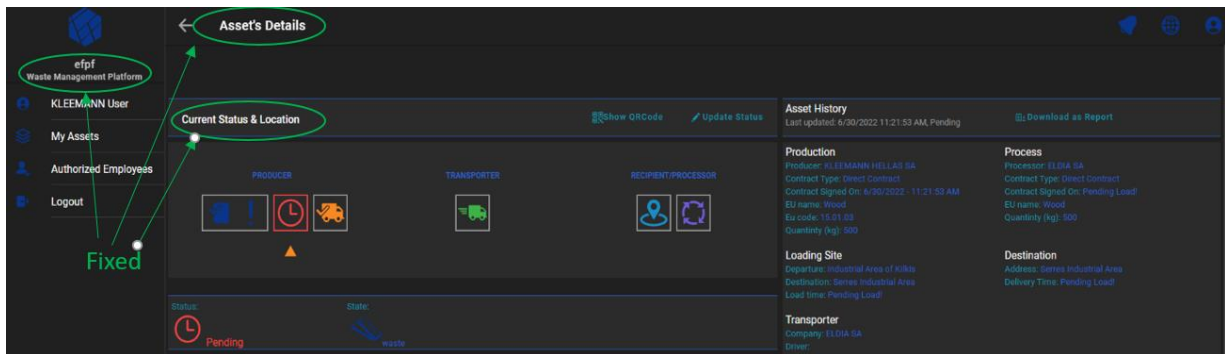 Asset's Details
efpf
Waste Management Platform
KLEEMANN User
My Assets
Authorized Employees
Logout
Fixed
Current Status & Location
Show QRCode
Update Status
PRODUCER
TRANSPORTER
RECIPIENT/PROCESSOR
Status:
Pending
State:
waste
Asset History
Last updated: 6/30/2022 11:21:53 AM, Pending
Download as Report
Production
Producer: KLEEMANN HELLAS SA
Contract Type: Direct Contract
Contract Signed On: 6/30/2022 - 11:21:53 AM
EU name: Wood
Eu code: 15.01.03
Quantinty (kg): 500
Process
Processor: ELDIA SA
Contract Type: Direct Contract
Contract Signed On: Pending Load!
EU name: Wood
Quantinty (kg): 500
Loading Site
Departure: Industrial Area of Kilkis
Destination: Serres Industrial Area
Load time: Pending Load!
Destination
Address: Serres Industrial Area
Delivery Time: Pending Load!
Transporter
Company: ELDIA SA
Driver: